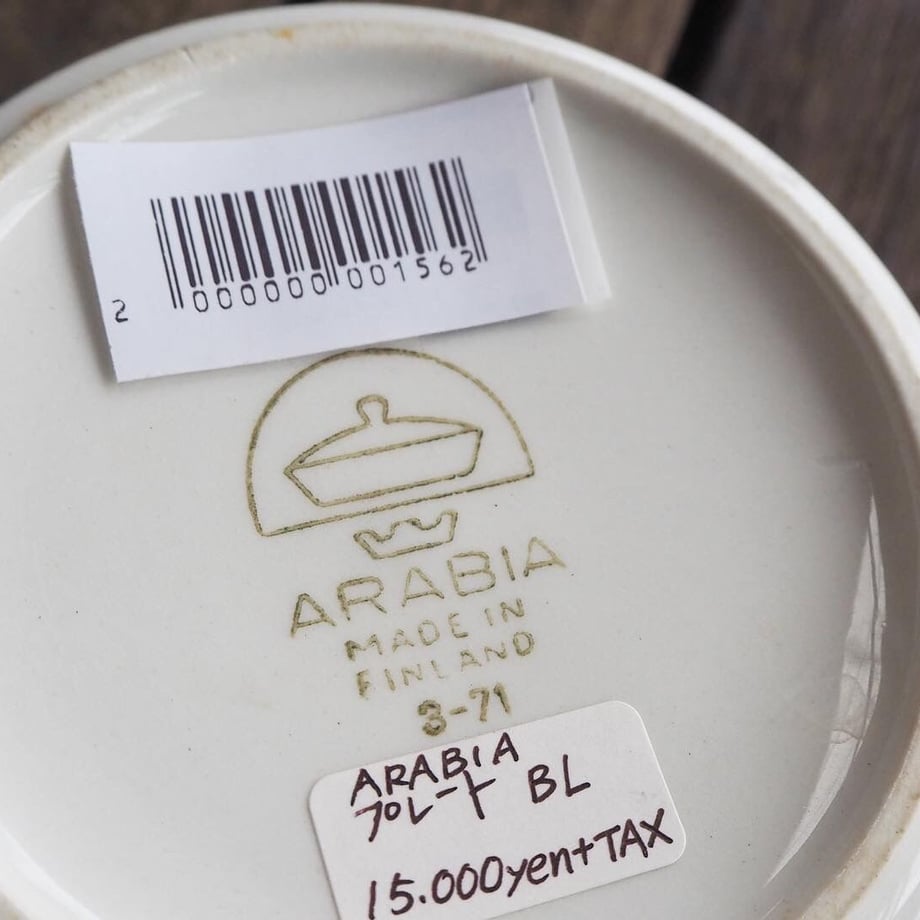 2 000000 001562
ARABIA
MADE IN
FINLAND
3-71
ARABIA
プレート BL
15.000yen+TAX